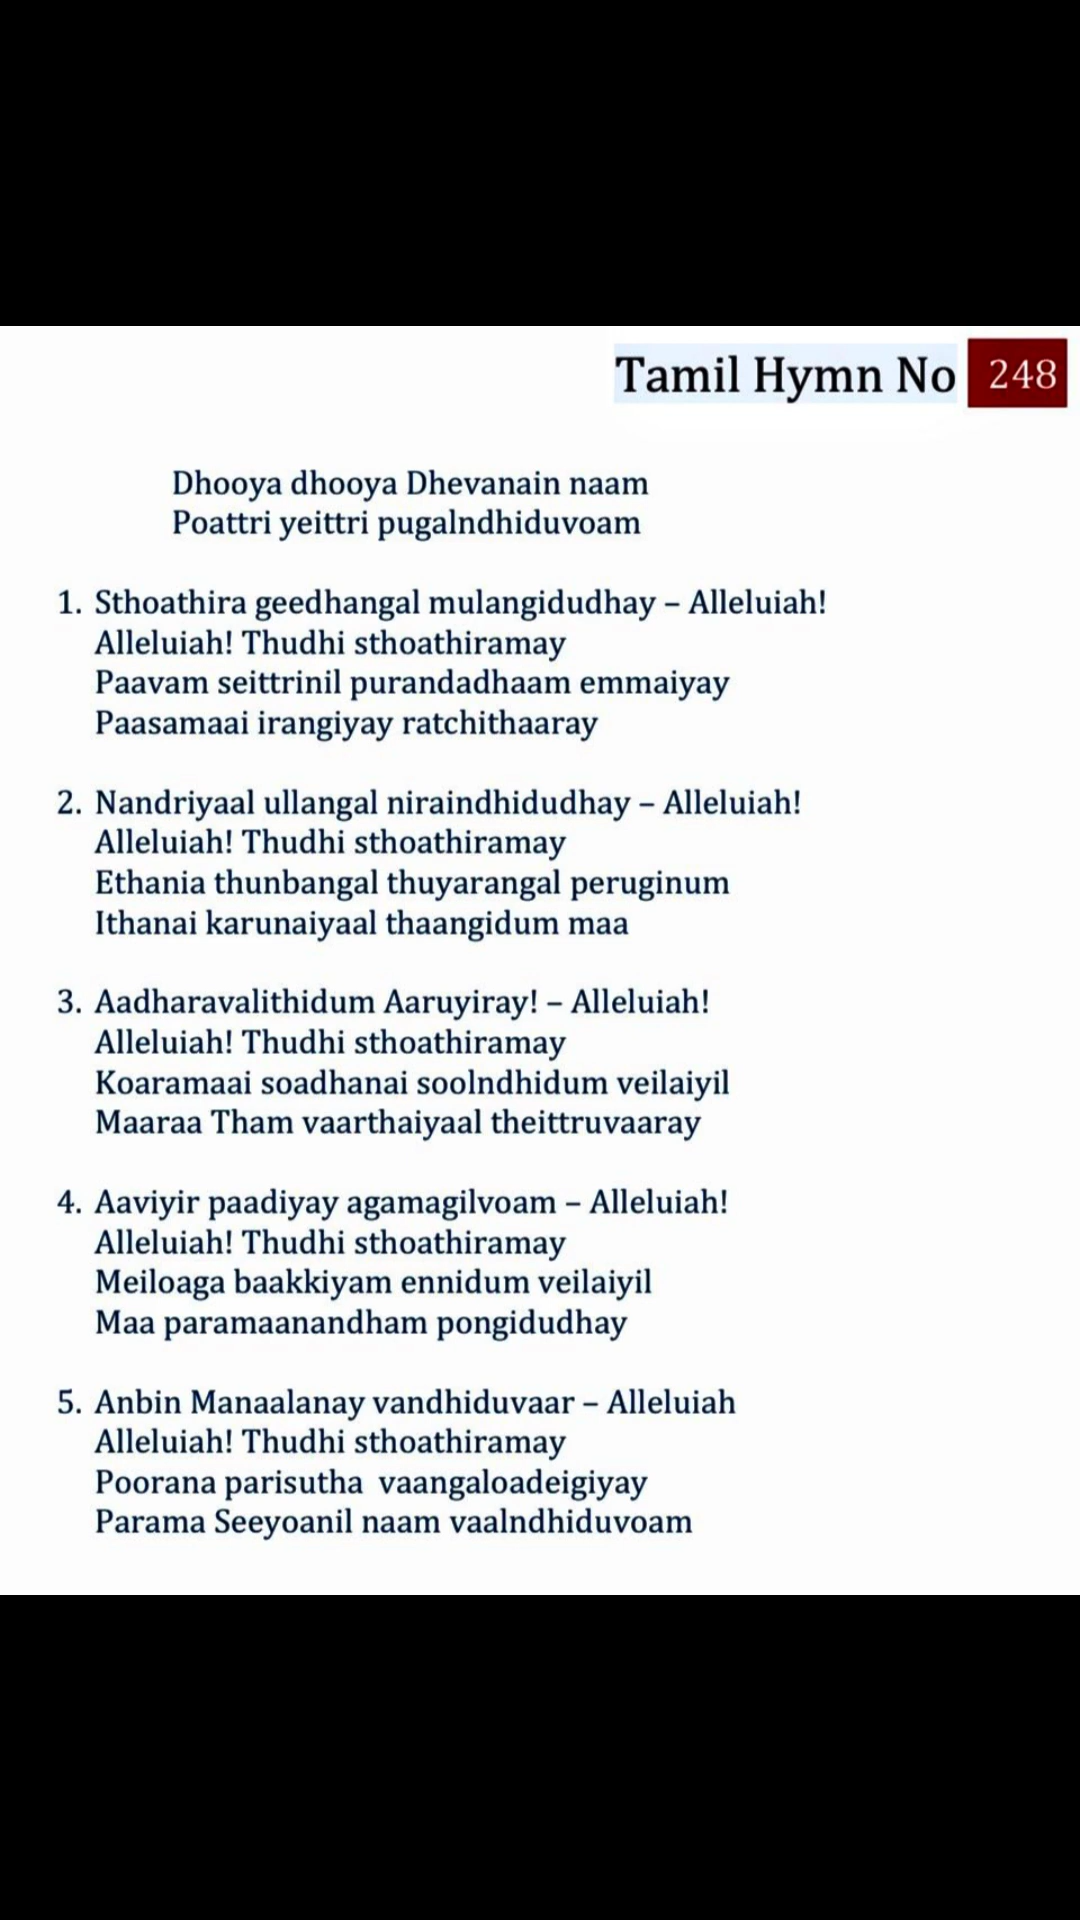 Tamil Hymn No 248
Dhooya dhooya Dhevanain naam
Poattri yeittri pugalndhiduvoam
1. Sthoathira geedhangal mulangidudhay – Alleluiah!
Alleluiah! Thudhi sthoathiramay
Paavam seittrinil purandadhaam emmaiyay
Paasamaai irangiyay ratchithaaray
2. Nandriyaal ullangal niraindhidudhay – Alleluiah!
Alleluiah! Thudhi sthoathiramay
Ethania thunbangal thuyarangal peruginum
Ithanai karunaiyaal thaangidum maa
3. Aadharavalithidum Aaruyiray! – Alleluiah!
Alleluiah! Thudhi sthoathiramay
Koaramaai soadhanai soolndhidum veilaiyil
Maaraa Tham vaarthaiyaal theittruvaaray
4. Aaviyir paadiyay agamagilvoam – Alleluiah!
Alleluiah! Thudhi sthoathiramay
Meiloaga baakkiyam ennidum veilaiyil
Maa paramaanandham pongidudhay
5. Anbin Manaalanay vandhiduvaar – Alleluiah
Alleluiah! Thudhi sthoathiramay
Poorana parisutha vaangaloadeigiyay
Parama Seeyoanil naam vaalndhiduvoam